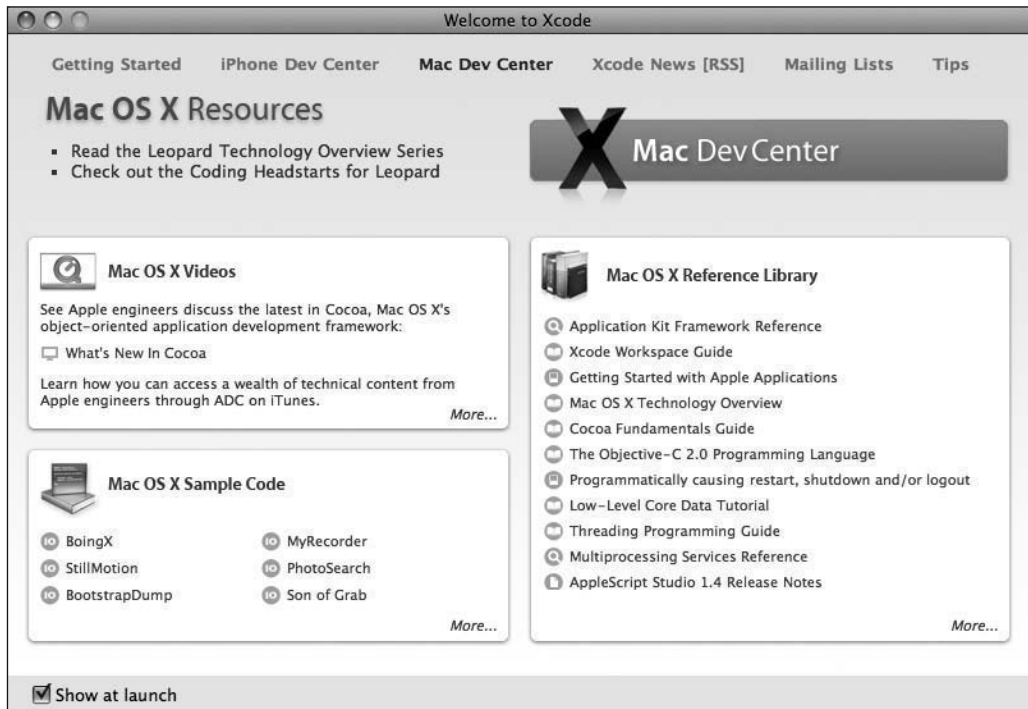 Welcome to Xcode
Getting Started iPhone Dev Center Mac Dev Center Xcode News [RSS] Mailing Lists Tips
Mac OS X Resources
Read the Leopard Technology Overview Series
Check out the Coding Headstarts for Leopard
X Mac Dev Center
Mac OS X Videos
See Apple engineers discuss the latest in Cocoa, Mac OS X's
object-oriented application development framework:
What's New In Cocoa
Learn how you can access a wealth of technical content from
Apple engineers through ADC on iTunes.
More...
Mac OS X Sample Code
BoingX
StillMotion
BootstrapDump
MyRecorder
PhotoSearch
Son of Grab
More...
Mac OS X Reference Library
Application Kit Framework Reference
Xcode Workspace Guide
Getting Started with Apple Applications
Mac OS X Technology Overview
Cocoa Fundamentals Guide
The Objective-C 2.0 Programming Language
Programmatically causing restart, shutdown and/or logout
Low-Level Core Data Tutorial
Threading Programming Guide
Multiprocessing Services Reference
AppleScript Studio 1.4 Release Notes
More...
Show at launch